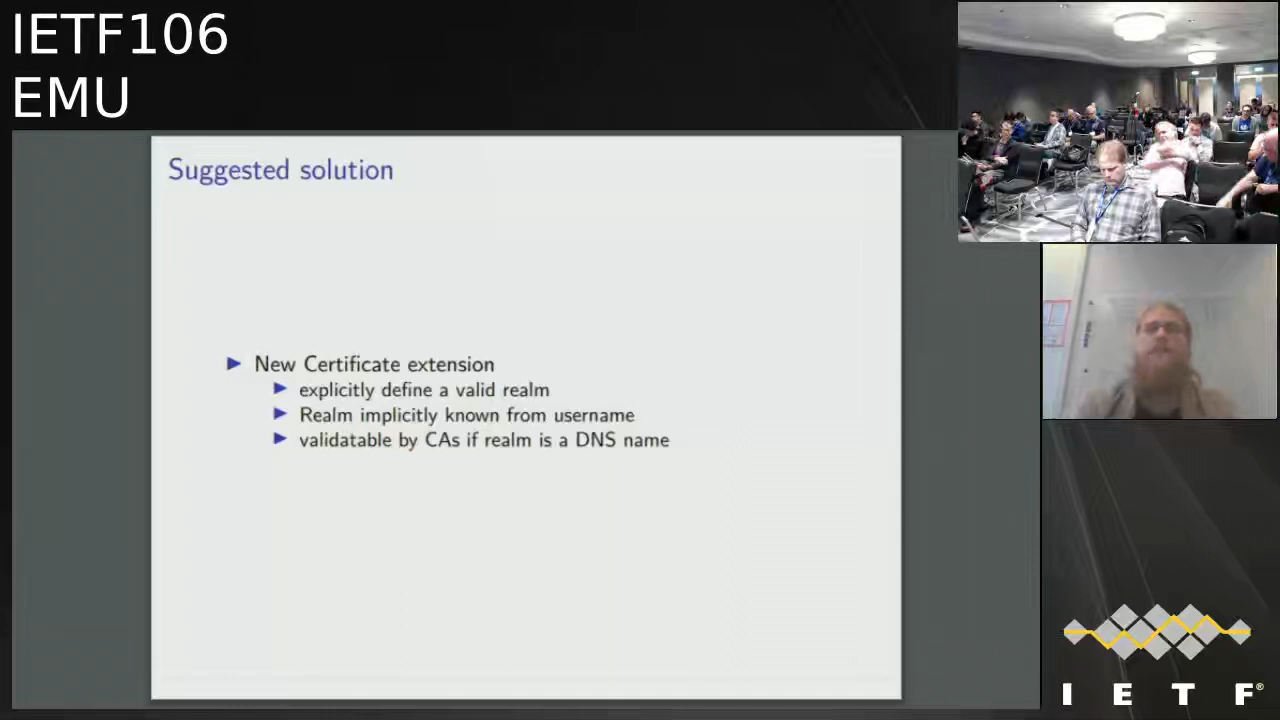 IETF106
EMU
Suggested solution
New Certificate extension
explicitly define a valid realm
Realm implicitly known from username
validatable by CAs if realm is a DNS name
I E T F®